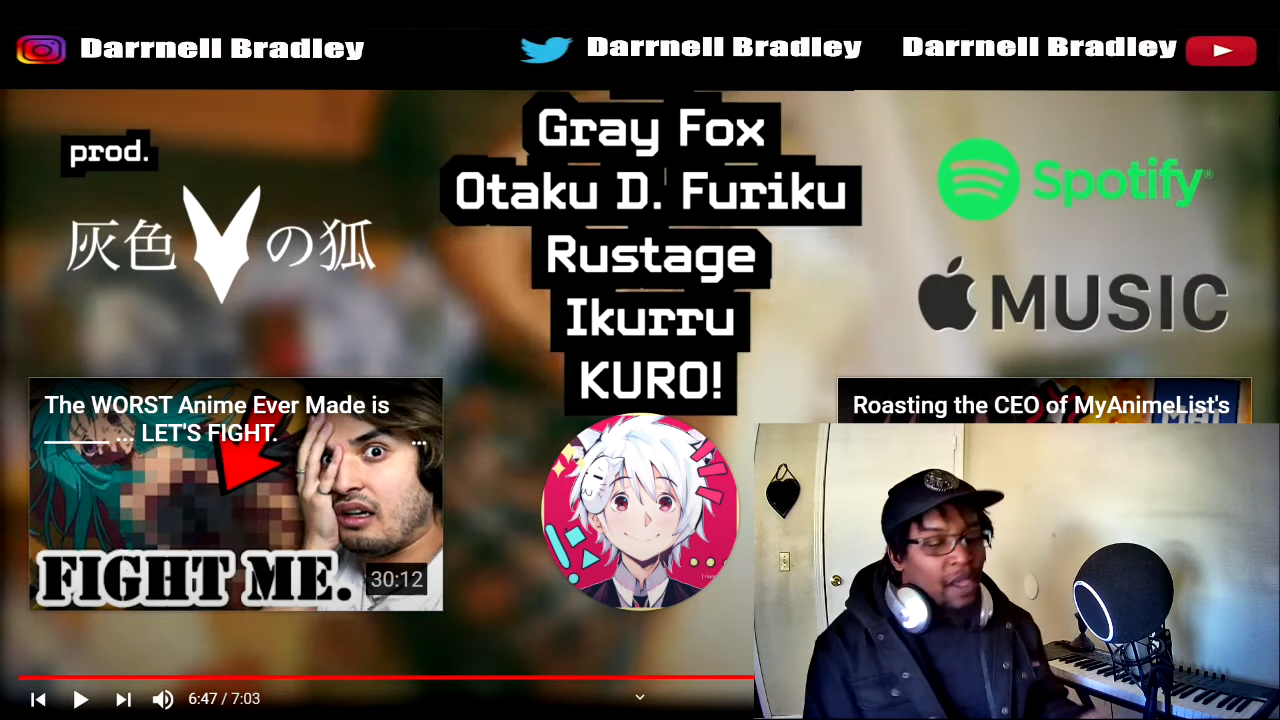 Darrnell Bradley
Darrnell Bradley
Darrnell Bradley
prod.
灰色の狐
Gray Fox
Otaku D. Furiku
Rustage
Ikurru
KURO!
Spotify®
MUSIC
The WORST Anime Ever Made is
______ ... LET'S FIGHT.
FIGHT ME.
30:12
Roasting the CEO of MyAnimeList's
6:47 / 7:03